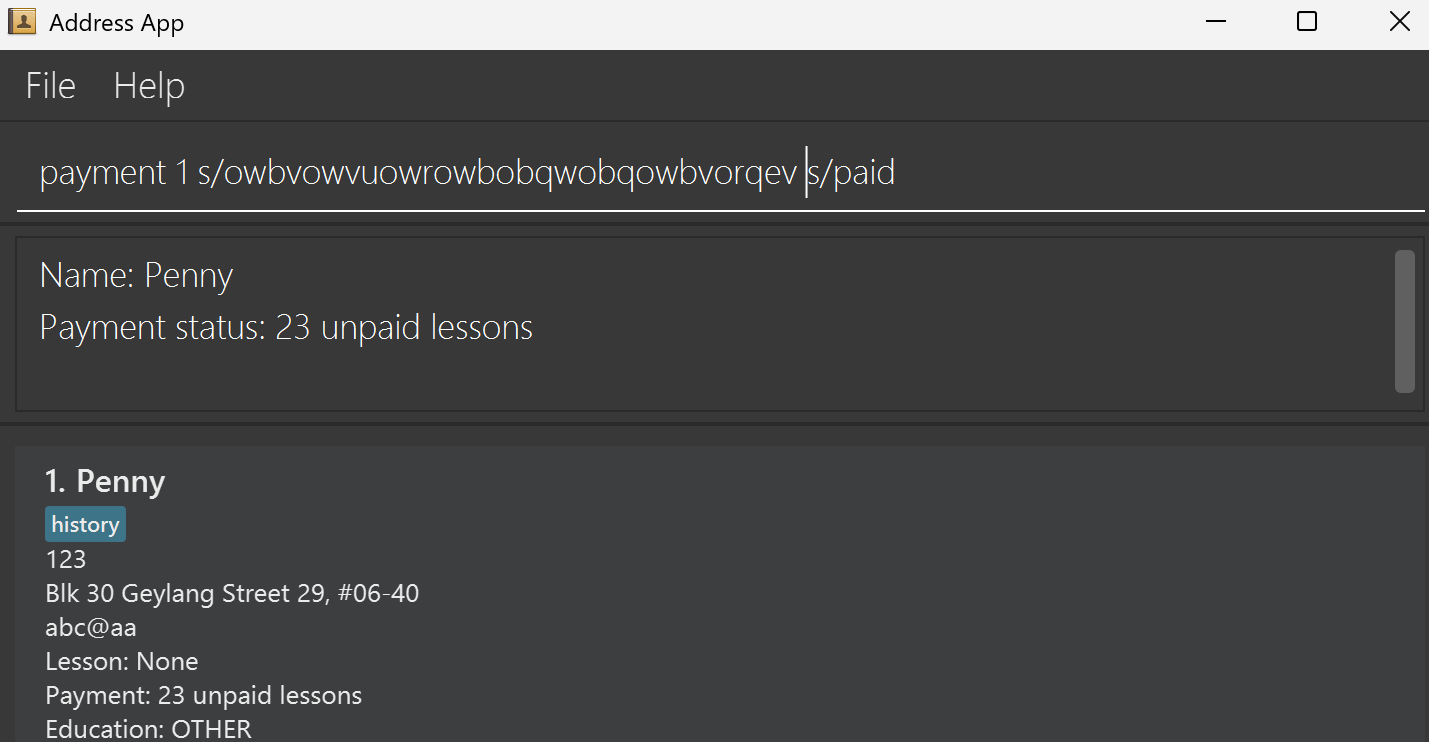 Address App
File Help
payment 1 s/owbvowvuowrowbobqwobqowbvorqev s/paid
Name: Penny
Payment status: 23 unpaid lessons
1. Penny
history
123
Blk 30 Geylang Street 29, #06-40
abc@aa
Lesson: None
Payment: 23 unpaid lessons
Education: OTHER